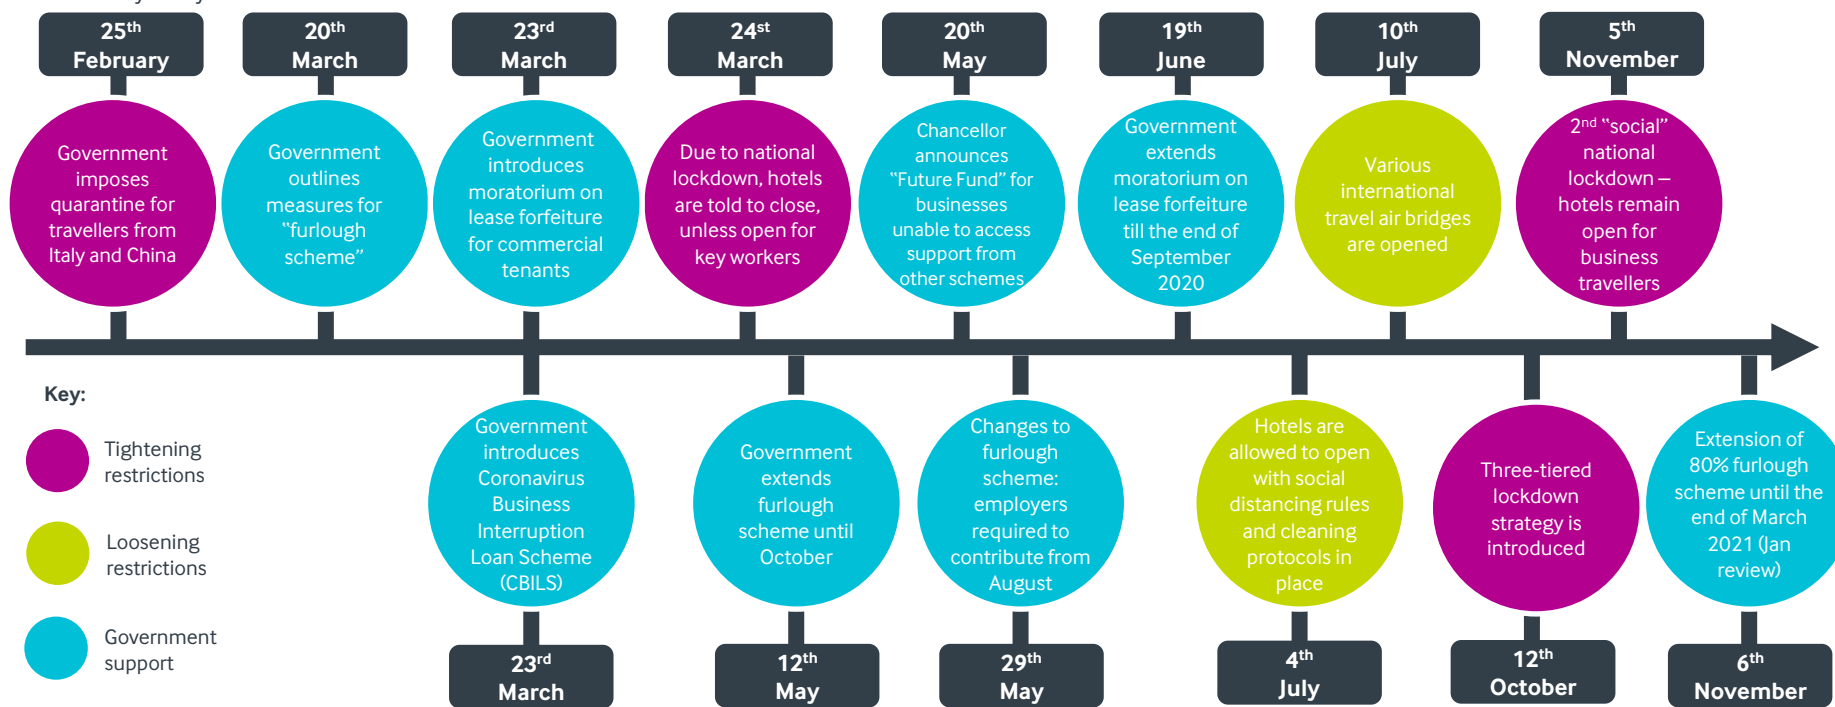 25th
February
20th
March
23rd
March
24st
March
20th
May
19th
June
10th
July
5th
November
Government
imposes
quarantine for
travellers from
Italy and China
Government
outlines
measures for
“furlough
scheme”
Government
introduces
moratorium on
lease forfeiture
for commercial
tenants
Due to national
lockdown, hotels
are told to close,
unless open for
key workers
Chancellor
announces
“Future Fund” for
businesses
unable to access
support from
other schemes
Government
extends
moratorium on
lease forfeiture
till the end of
September
2020
Various
international
travel air bridges
are opened
2nd “social”
national
lockdown –
hotels remain
open for
business
travellers
Key:
Tightening
restrictions
Loosening
restrictions
Government
support
Government
introduces
Coronavirus
Business
Interruption
Loan Scheme
(CBILS)
Government
extends
furlough
scheme until
October
Changes to
furlough
scheme:
employers
required to
contribute from
August
Hotels are
allowed to open
with social
distancing rules
and cleaning
protocols in
place
Three-tiered
lockdown
strategy is
introduced
Extension of
80% furlough
scheme until the
end of March
2021 (Jan
review)
23rd
March
12th
May
29th
May
4th
July
12th
October
6th
November